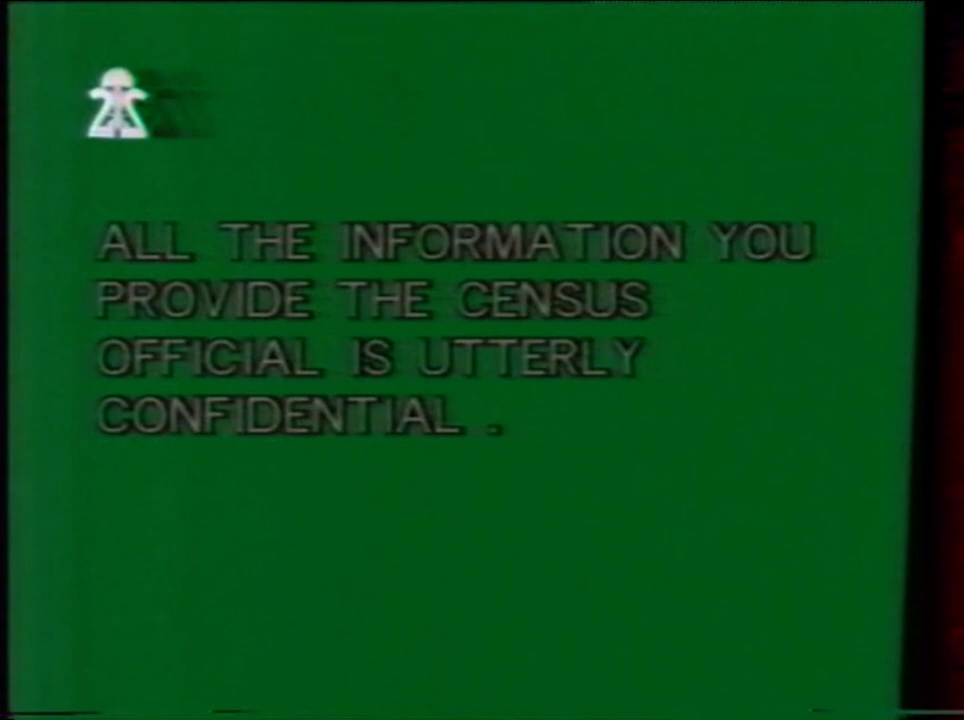 ALL THE INFORMATION YOU
PROVIDE THE CENSUS
OFFICIAL IS UTTERLY
CONFIDENTIAL .